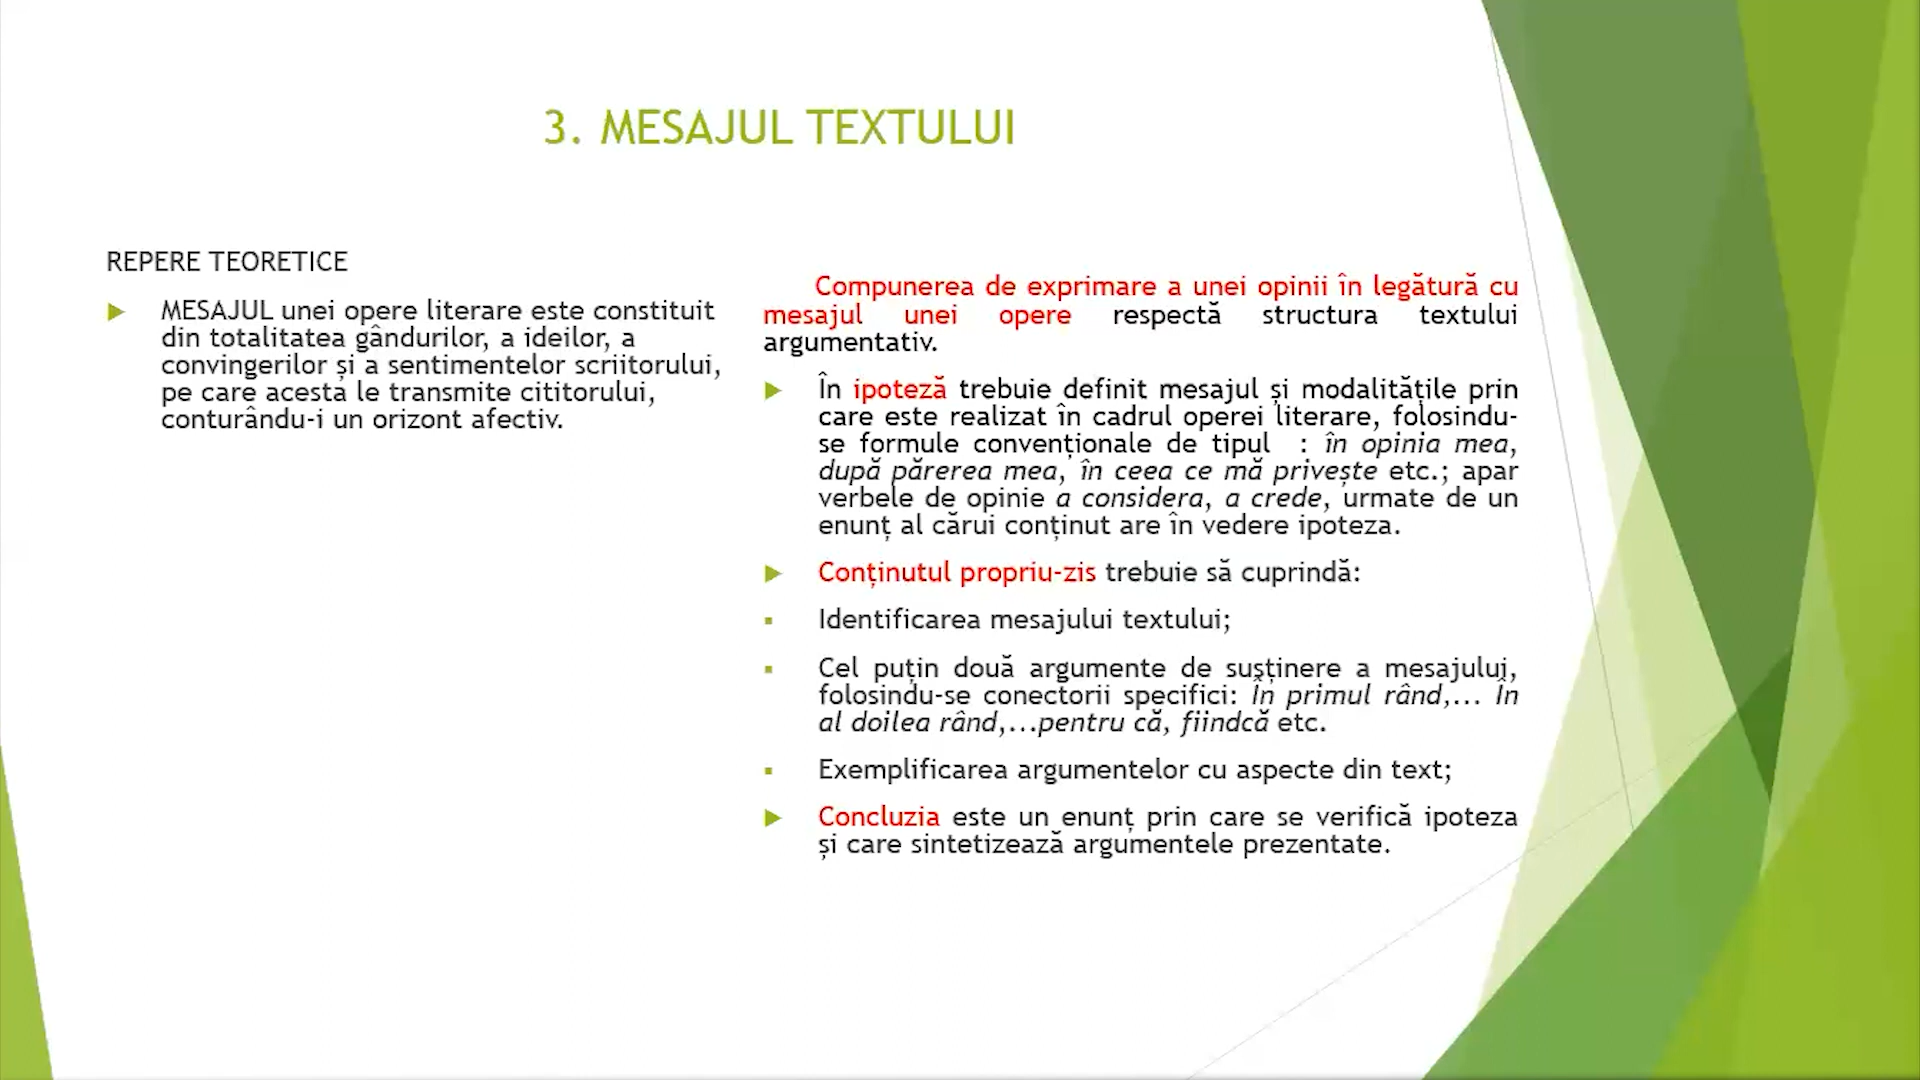 3. MESAJUL TEXTULUI
REPERE TEORETICE
MESAJUL unei opere literare este constituit
din totalitatea gândurilor, a ideilor, a
convingerilor și a sentimentelor scriitorului,
pe care acesta le transmite cititorului,
conturându-i un orizont afectiv.
Compunerea de exprimare a unei opinii în legătură cu
mesajul unei opere respectă structura textului
argumentativ.
În ipoteză trebuie definit mesajul și modalitățile prin
care este realizat în cadrul operei literare, folosindu-
se formule convenționale de tipul : în opinia mea,
după părerea mea, în ceea ce mă privește etc.; apar
verbele de opinie a considera, a crede, urmate de un
enunț al cărui conținut are în vedere ipoteza.
Conținutul propriu-zis trebuie să cuprindă:
Identificarea mesajului textului;
Cel puțin două argumente de susținere a mesajului,
folosindu-se conectorii specifici: În primul rând,... În
al doilea rând,...pentru că, fiindcă etc.
Exemplificarea argumentelor cu aspecte din text;
Concluzia este un enunț prin care se verifică ipoteza
și care sintetizează argumentele prezentate.